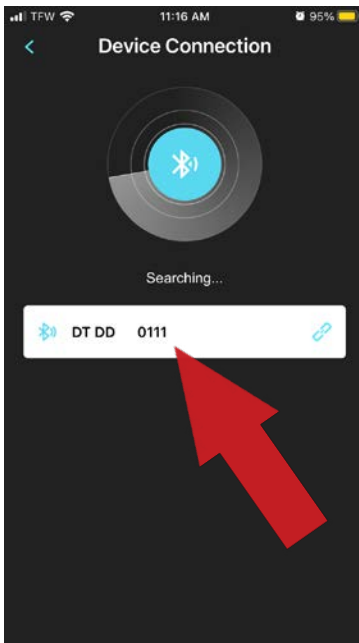 TFW 11:16 AM 95%
Device Connection
Searching...
DT DD 0111